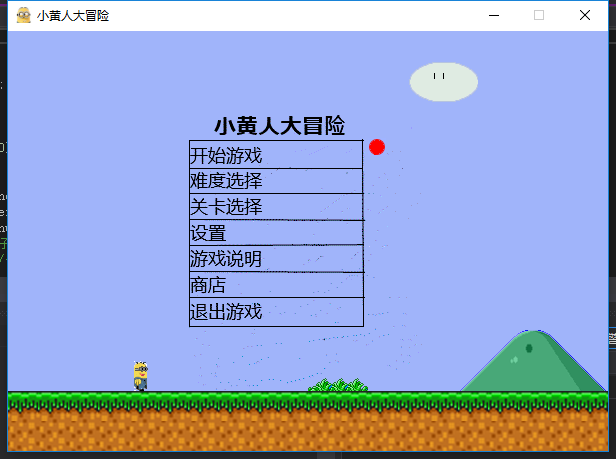 小黄人大冒险
小黄人大冒险
开始游戏
难度选择
关卡选择
设置
游戏说明
商店
退出游戏